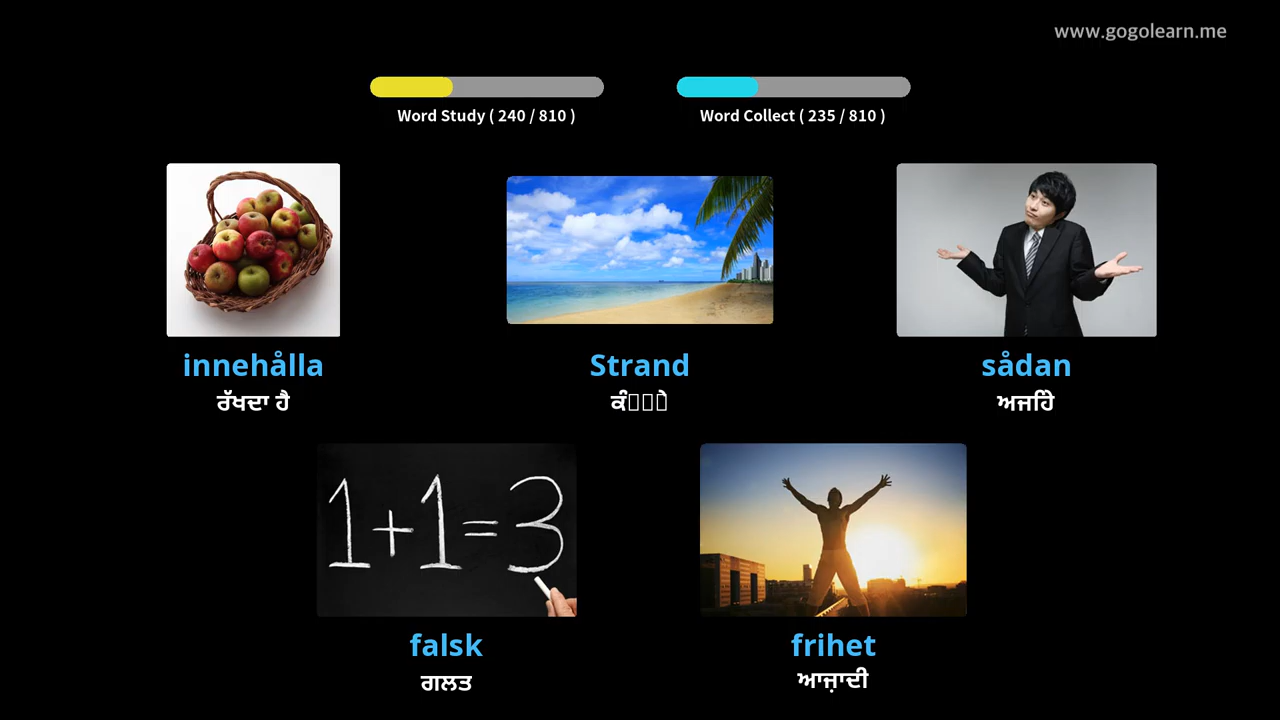 www.gogolearn.me
Word Study ( 240 / 810 )
Word Collect ( 235 / 810 )
innehålla
ਰੱਖਦਾ ਹੈ
Strand
sådan
ਅਜਿਹੇ
1+1=3
falsk
ਗਲਤ
frihet
ਆਜ਼ਾਦੀ